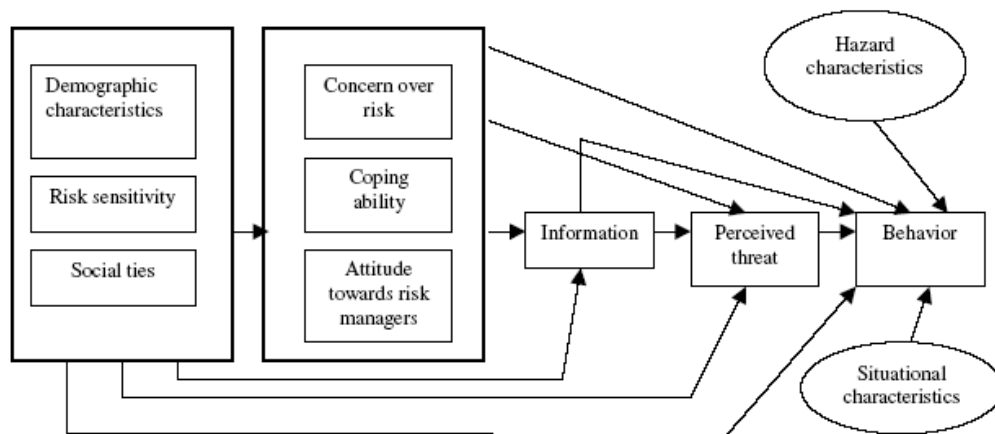 Demographic
characteristics
Risk sensitivity
Social ties
Concern over
risk
Coping
ability
Attitude
towards risk
managers
Information
Perceived
threat
Behavior
Hazard
characteristics
Situational
characteristics